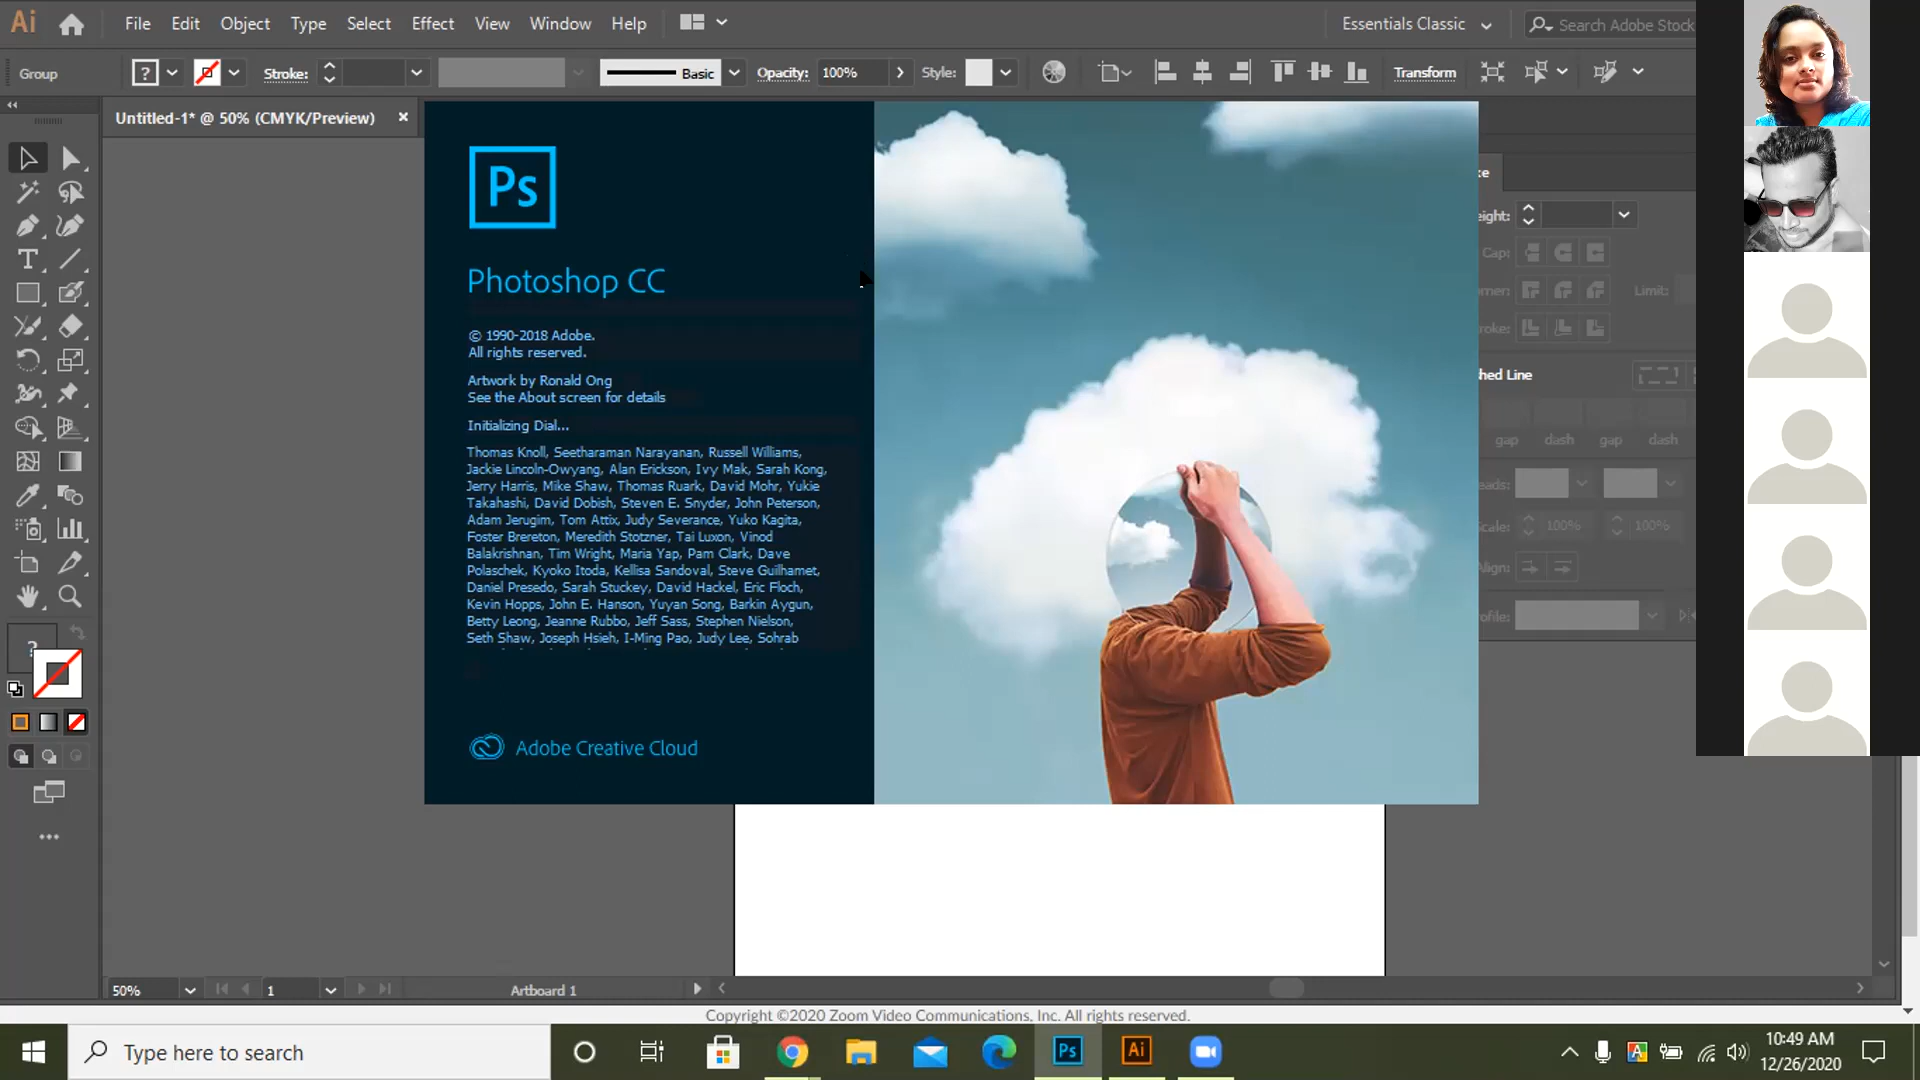 Ai File Edit Object Type Select Effect View Window Help Essentials Classic Search Adobe Stock
Group ? Stroke: Basic Opacity: 100% Style: Transform
Untitled-1* @ 50% (CMYK/Preview) ×
Ps
Photoshop CC
© 1990-2018 Adobe.
All rights reserved.
Artwork by Ronald Ong
See the About screen for details
Initializing Dial...
Thomas Knoll, Seetharaman Narayanan, Russell Williams,
Jackie Lincoln-Owyang, Alan Erickson, Ivy Mak, Sarah Kong,
Jerry Harris, Mike Shaw, Thomas Ruark, David Mohr, Yukie
Takahashi, David Dobish, Steven E. Snyder, John Peterson,
Adam Jerugim, Tom Attix, Judy Severance, Yuko Kagita,
Foster Brereton, Meredith Stotzner, Tai Luxon, Vinod
Balakrishnan, Tim Wright, Maria Yap, Pam Clark, Dave
Polaschek, Kyoko Itoda, Kellisa Sandoval, Steve Guilhamet,
Daniel Presedo, Sarah Stuckey, David Hackel, Eric Floch,
Kevin Hopps, John E. Hanson, Yuyan Song, Barkin Aygun,
Betty Leong, Jeanne Rubbo, Jeff Sass, Stephen Nielson,
Seth Shaw, Joseph Hsieh, I-Ming Pao, Judy Lee, Sohrab
Adobe Creative Cloud
ke
eight:
Cap:
orner: Limit:
roke:
hed Line
gap dash gap dash
eads:
Scale: 100% 100%
Align:
rofile:
?
50% 1 Artboard 1
Copyright ©2020 Zoom Video Communications, Inc. All rights reserved.
Type here to search Ps Ai A 10:49 AM
12/26/2020